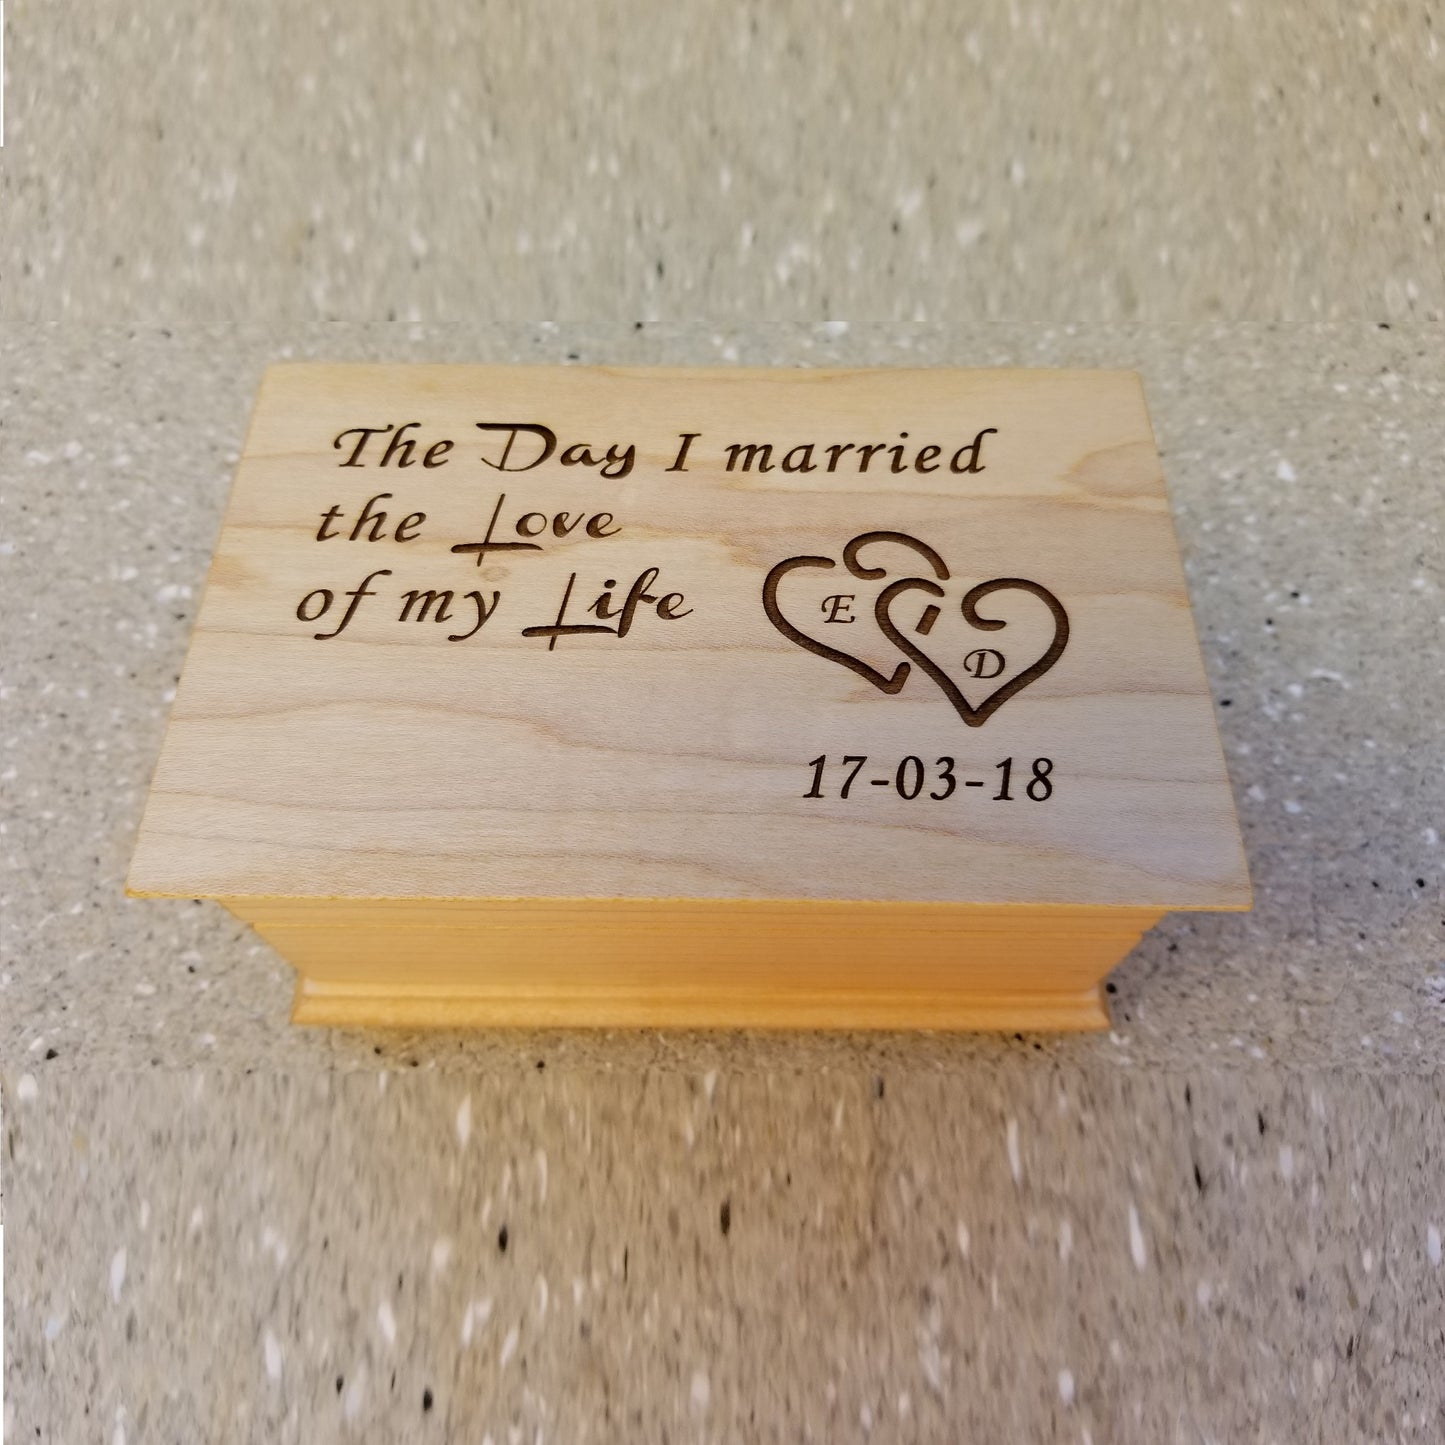 The Day I married
the Love
of my Life
E
D
17-03-18